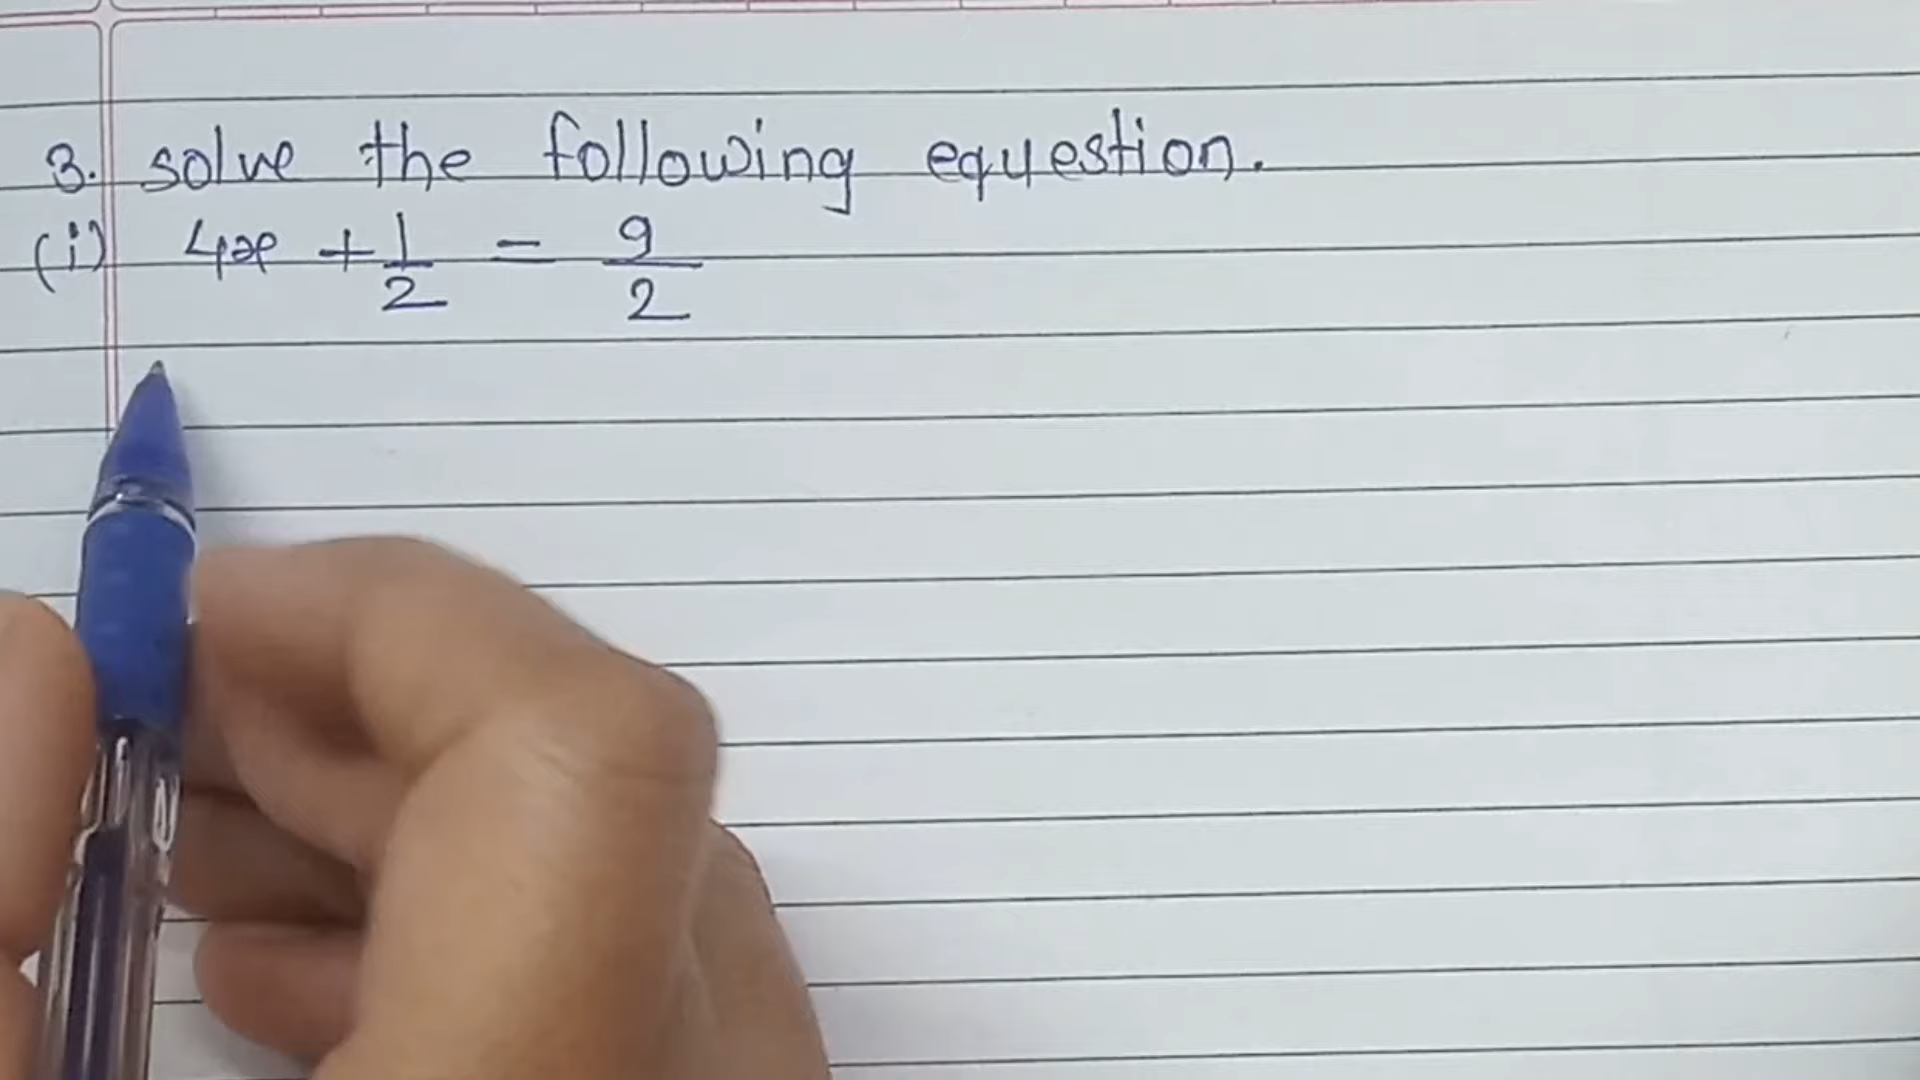 3. solve the following equestion.
(i) 4x + 1/2 = 9/2